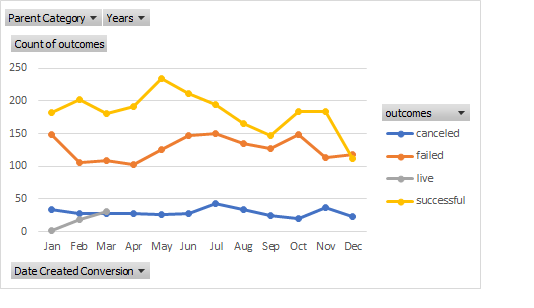 Parent Category Years
Count of outcomes
250
200
150
100
50
0
Jan Feb Mar Apr May Jun Jul Aug Sep Oct Nov Dec
outcomes
canceled
failed
live
successful
Date Created Conversion